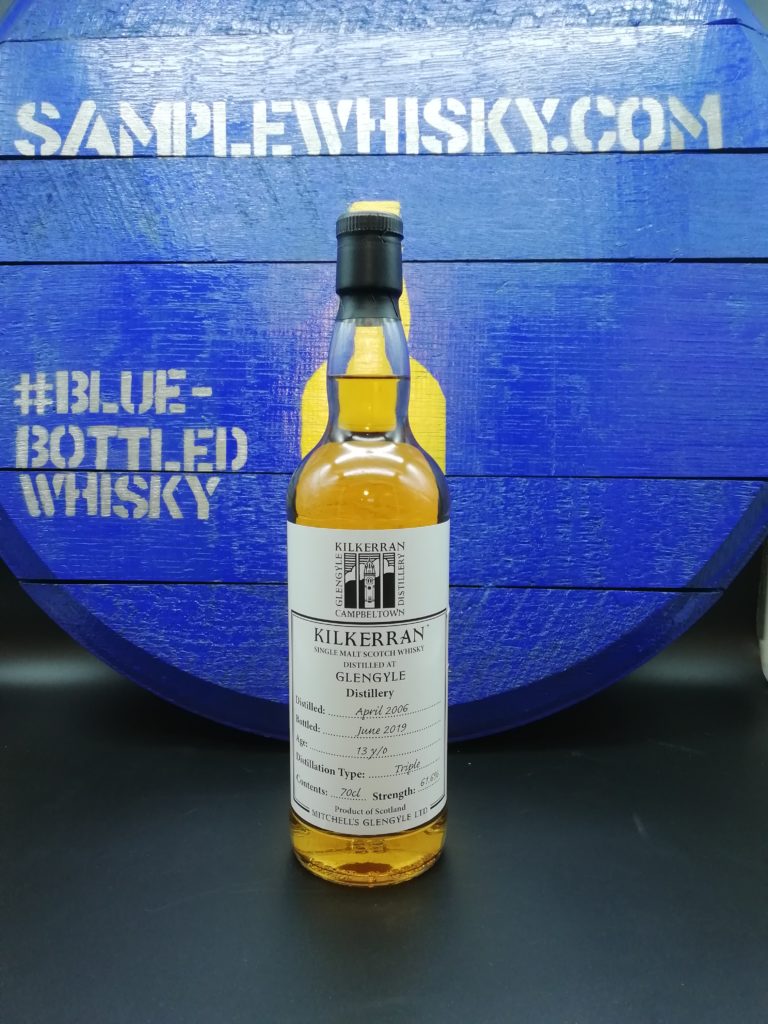 SAMPLEWHISKY.COM
#BLUE-
BOTTLED
WHISKY
KILKERRAN
GLENGYLE
DISTILLERY
CAMPBELTOWN
KILKERRAN
SINGLE MALT SCOTCH WHISKY
DISTILLED AT
GLENGYLE
Distillery
Distilled: April 2006
Bottled: June 2019
Age: 13 y/o
Distillation Type: Triple
Contents: 70cl Strength: 61.6%
Product of Scotland
MITCHELL'S GLENGYLE LTD